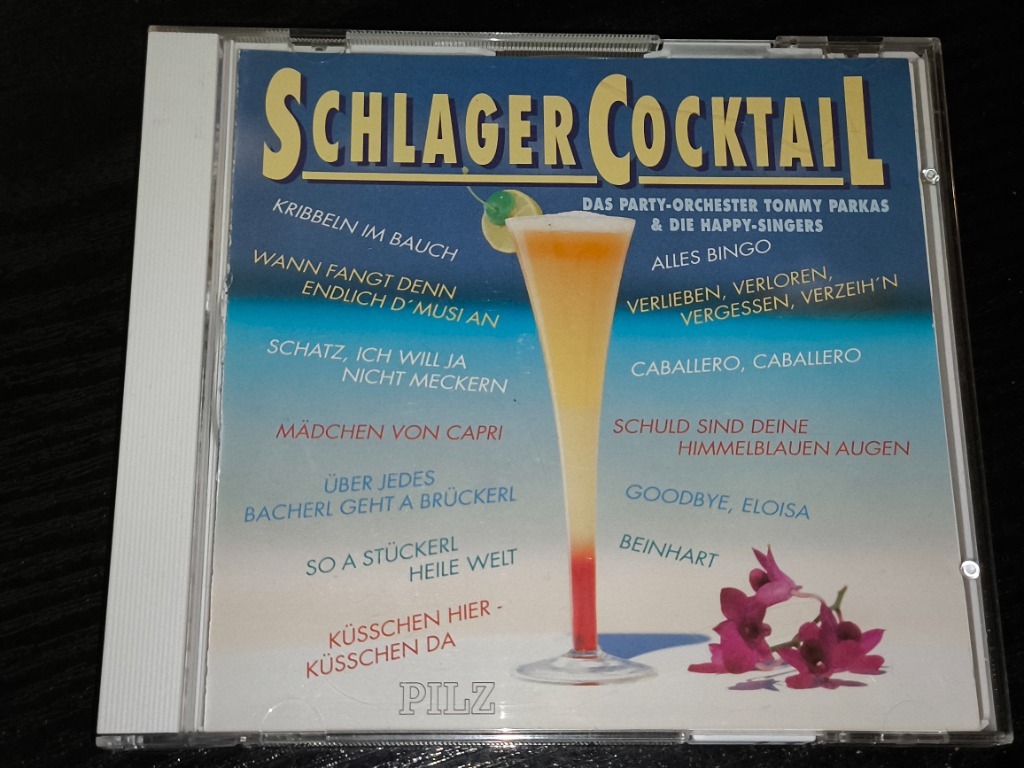 SCHLAGER COCKTAIL
DAS PARTY-ORCHESTER TOMMY PARKAS
& DIE HAPPY-SINGERS
KRIBBELN IM BAUCH
WANN FANGT DENN
ENDLICH D´MUSI AN
SCHATZ, ICH WILL JA
NICHT MECKERN
MÄDCHEN VON CAPRI
ÜBER JEDES
BACHERL GEHT A BRÜCKERL
SO A STÜCKERL
HEILE WELT
KÜSSCHEN HIER -
KÜSSCHEN DA
ALLES BINGO
VERLIEBEN, VERLOREN,
VERGESSEN, VERZEIH´N
CABALLERO, CABALLERO
SCHULD SIND DEINE
HIMMELBLAUEN AUGEN
GOODBYE, ELOISA
BEINHART
PILZ